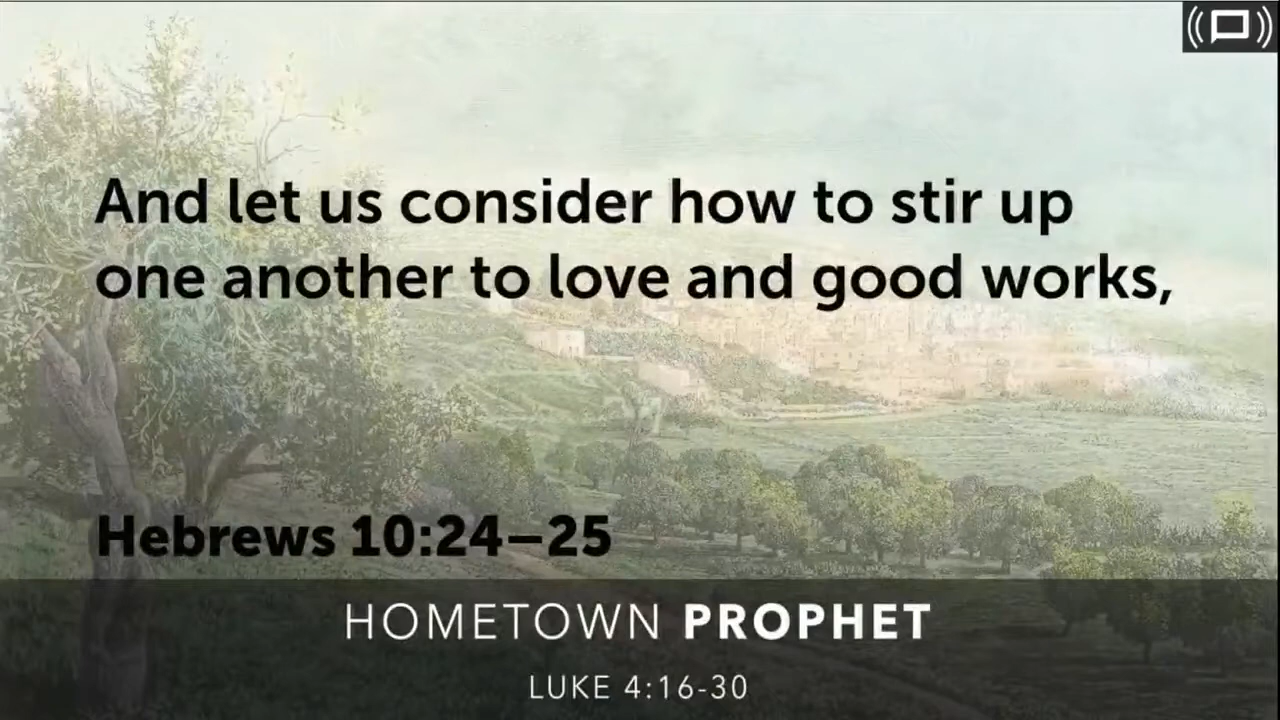 And let us consider how to stir up
one another to love and good works,
Hebrews 10:24–25
HOMETOWN PROPHET
LUKE 4:16-30